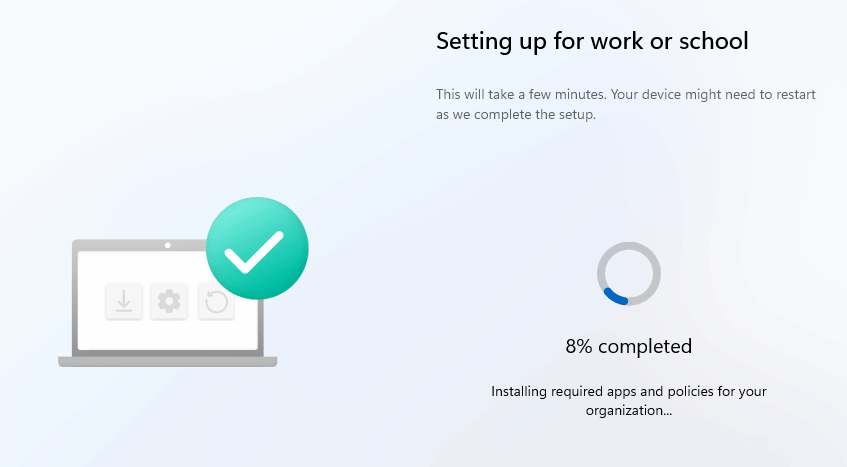 Setting up for work or school
This will take a few minutes. Your device might need to restart
as we complete the setup.
8% completed
Installing required apps and policies for your
organization...